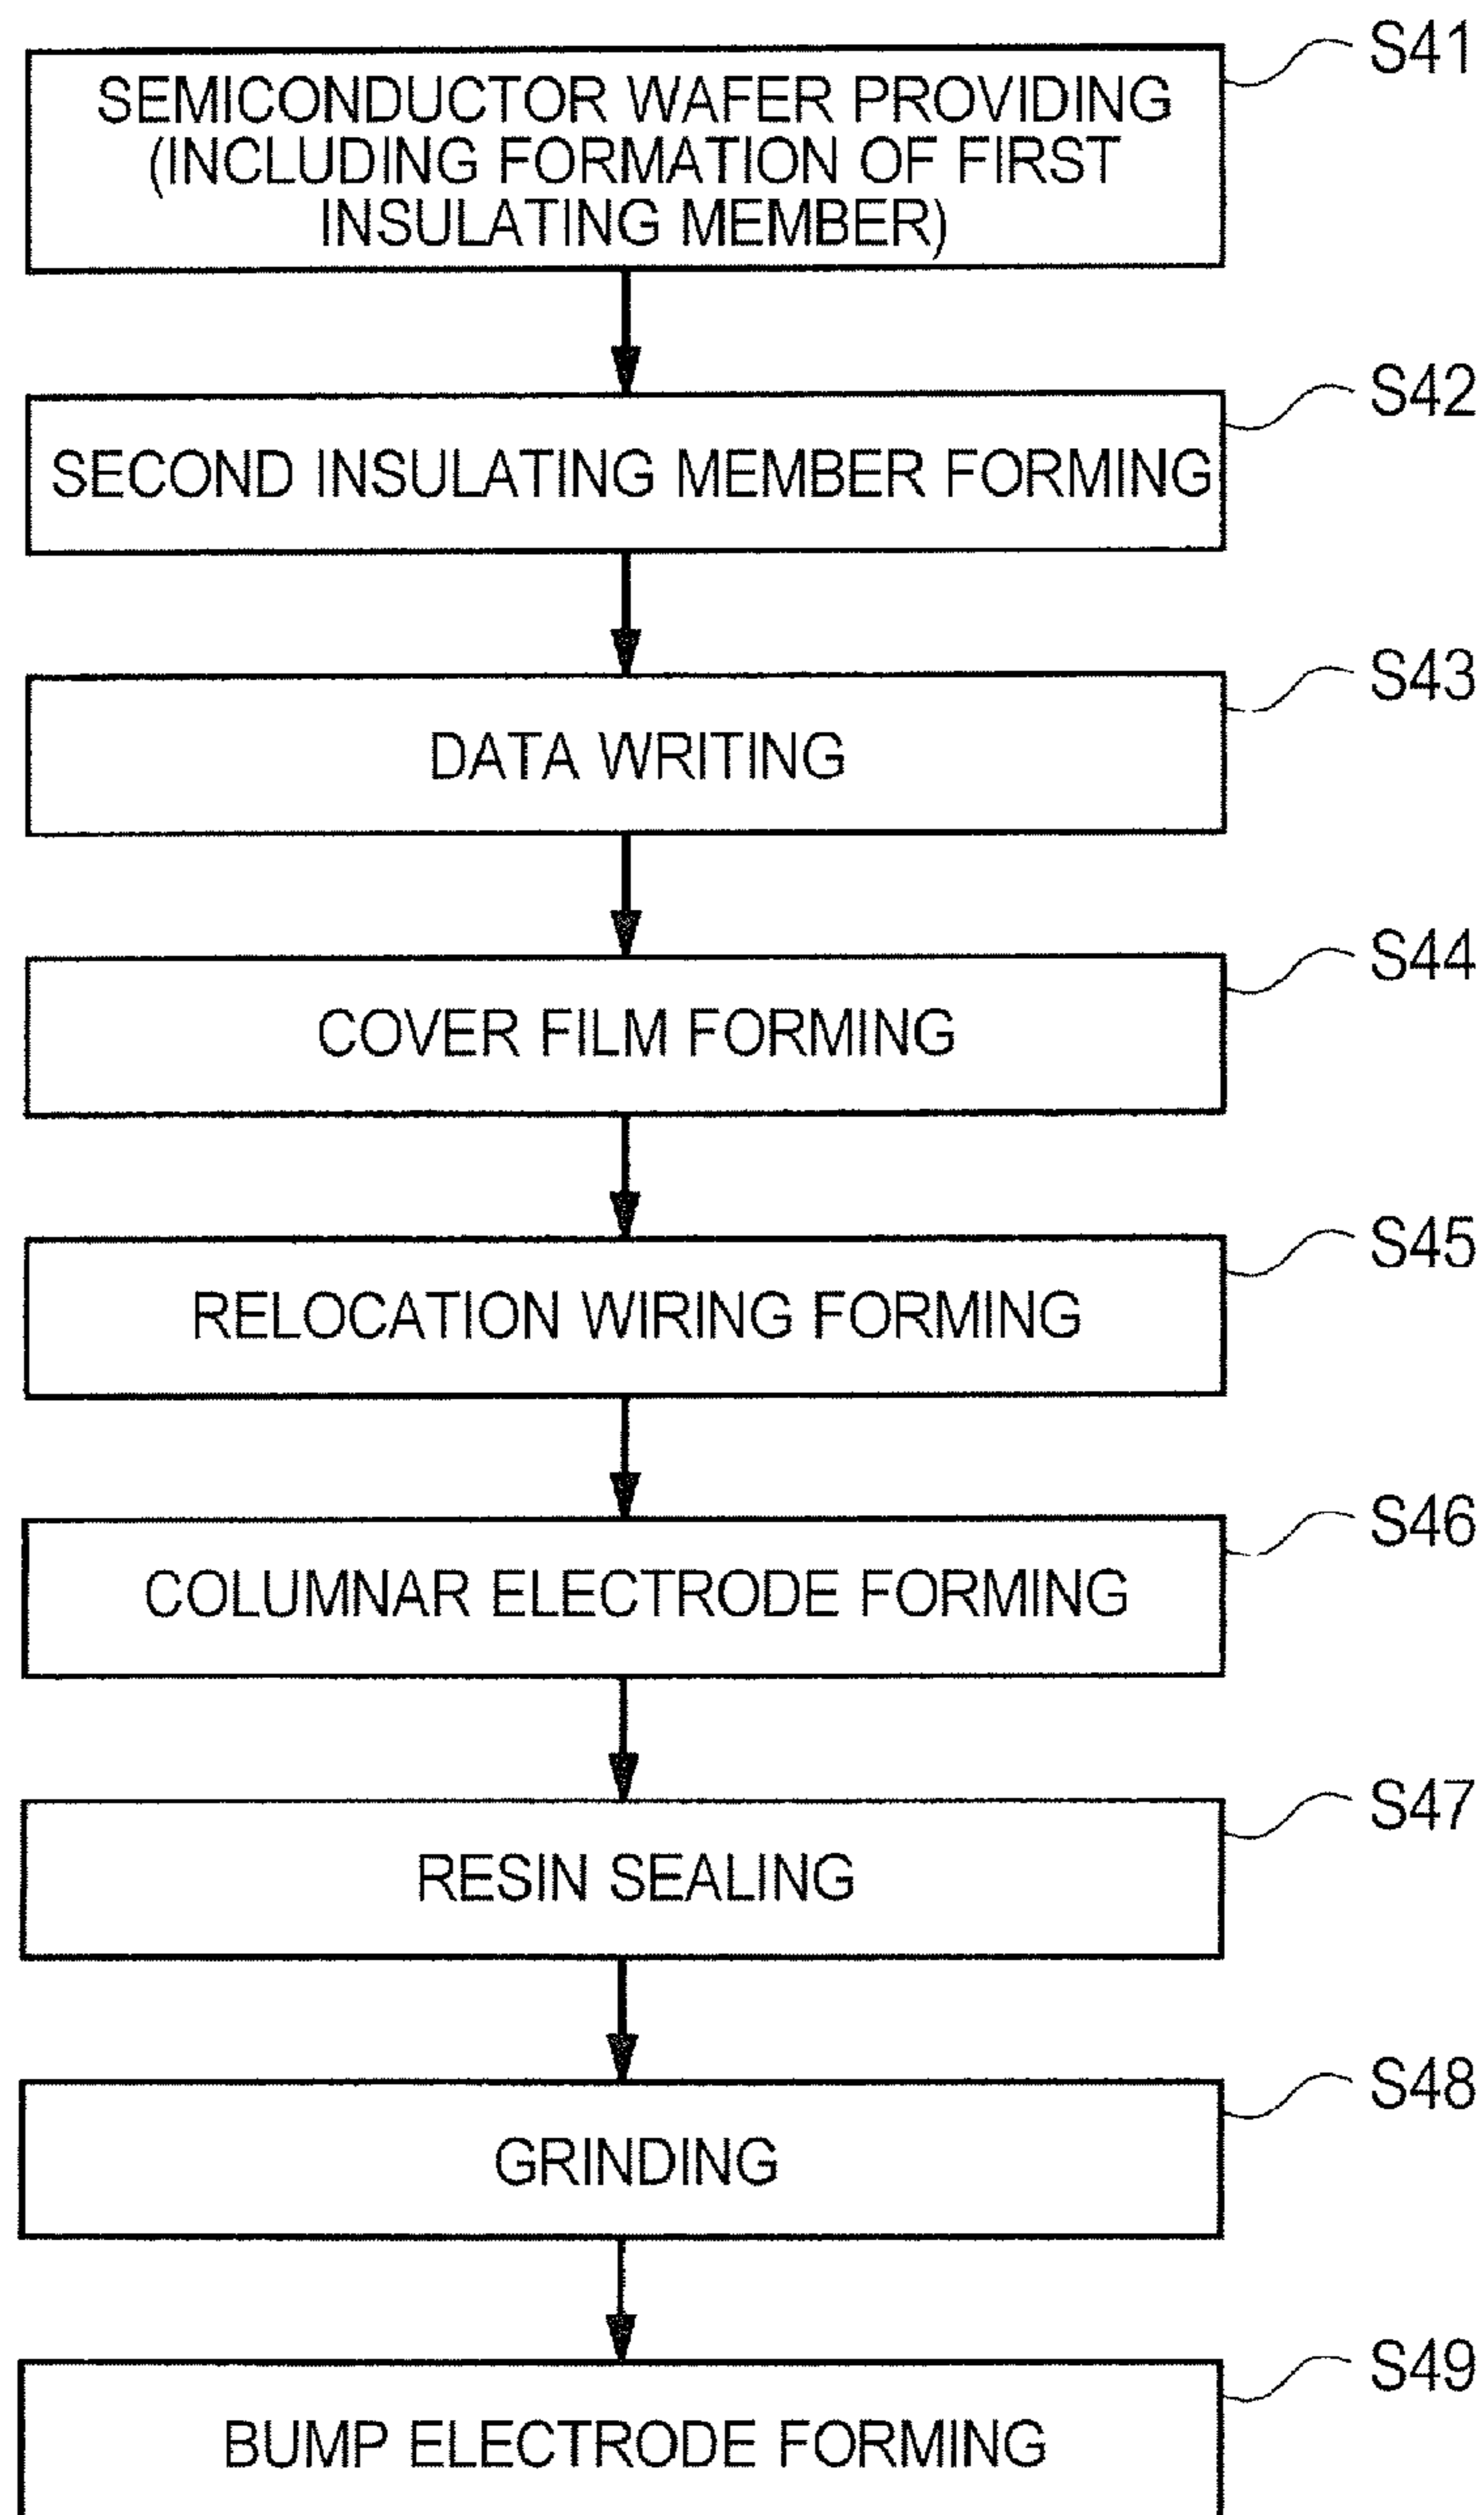 S41
SEMICONDUCTOR WAFER PROVIDING
(INCLUDING FORMATION OF FIRST
INSULATING MEMBER)
S42
SECOND INSULATING MEMBER FORMING
S43
DATA WRITING
S44
COVER FILM FORMING
S45
RELOCATION WIRING FORMING
S46
COLUMNAR ELECTRODE FORMING
S47
RESIN SEALING
S48
GRINDING
S49
BUMP ELECTRODE FORMING